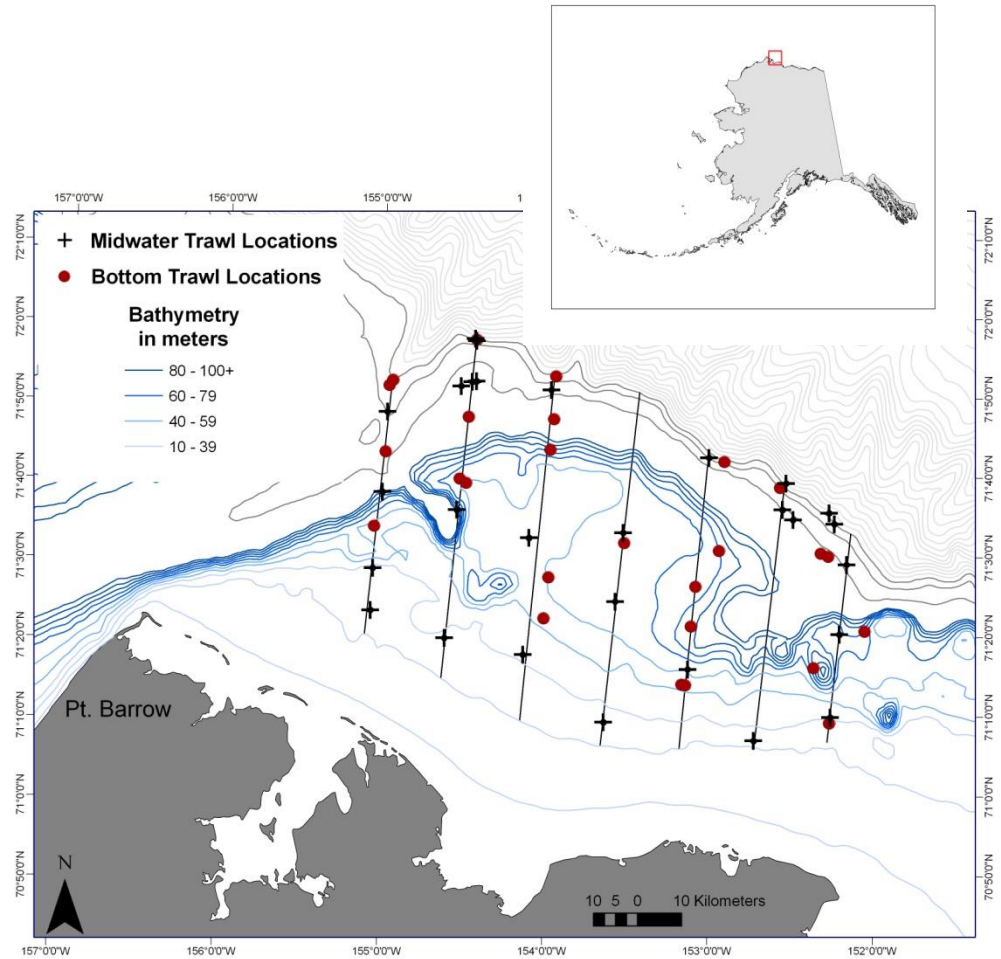 157°0'0"W
156°0'0"W
155°0'0"W
1
72°10'0"N
72°0'0"N
71°50'0"N
71°40'0"N
71°30'0"N
71°20'0"N
71°10'0"N
71°0'0"N
70°50'0"N
Midwater Trawl Locations
Bottom Trawl Locations
Bathymetry
in meters
80 - 100+
60 - 79
40 - 59
10 - 39
72°10'0"N
72°0'0"N
71°50'0"N
71°40'0"N
71°30'0"N
71°20'0"N
71°10'0"N
71°0'0"N
70°50'0"N
Pt. Barrow
N
10 5 0 10 Kilometers
157°0'0"W
156°0'0"W
155°0'0"W
154°0'0"W
153°0'0"W
152°0'0"W